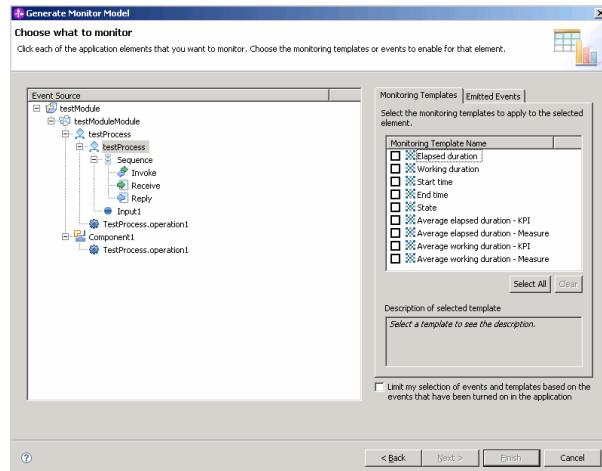 Generate Monitor Model
Choose what to monitor
Click each of the application elements that you want to monitor. Choose the monitoring templates or events to enable for that element.
Event Source
testModule
testModuleModule
testProcess
testProcess
Sequence
Invoke
Receive
Reply
Input1
TestProcess.operation1
Component1
TestProcess.operation1
Monitoring Templates
Emitted Events
Select the monitoring templates to apply to the selected
element.
Monitoring Template Name
Elapsed duration
Working duration
Start time
End time
State
Average elapsed duration - KPI
Average elapsed duration - Measure
Average working duration - KPI
Average working duration - Measure
Select All
Clear
Description of selected template
Select a template to see the description.
Limit my selection of events and templates based on the
events that have been turned on in the application
?
< Back
Next >
Finish
Cancel